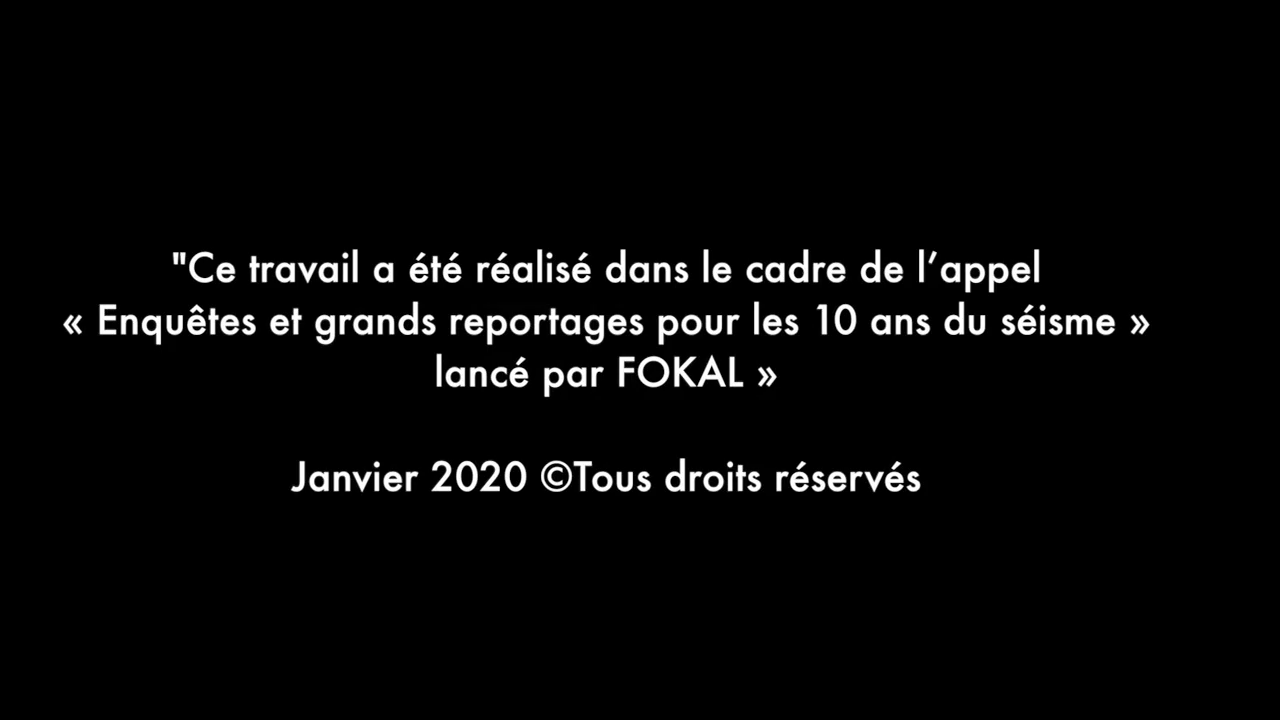 "Ce travail a été réalisé dans le cadre de l’appel
« Enquêtes et grands reportages pour les 10 ans du séisme »
lancé par FOKAL »
Janvier 2020 ©Tous droits réservés